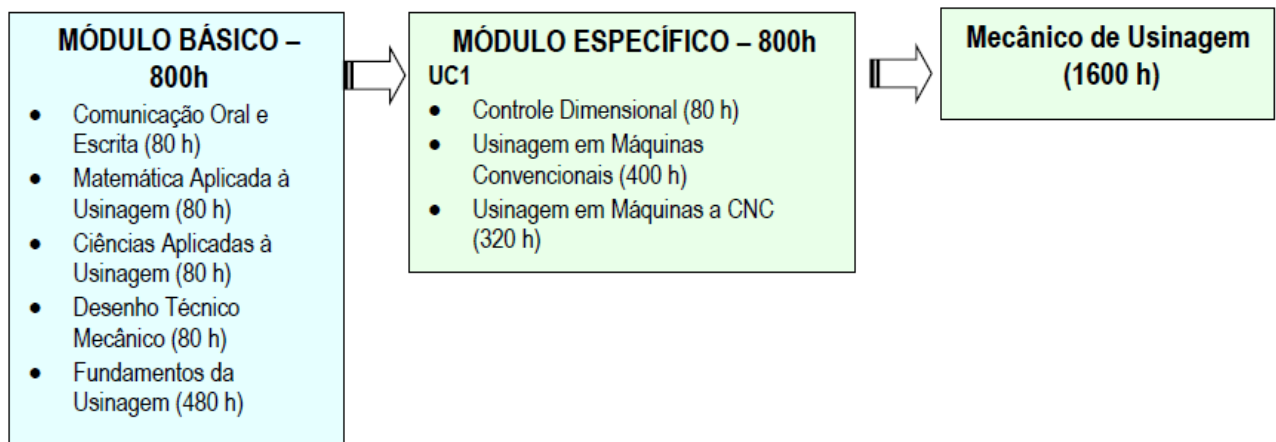 MÓDULO BÁSICO –
800h
● Comunicação Oral e
Escrita (80 h)
● Matemática Aplicada à
Usinagem (80 h)
● Ciências Aplicadas à
Usinagem (80 h)
● Desenho Técnico
Mecânico (80 h)
● Fundamentos da
Usinagem (480 h)
MÓDULO ESPECÍFICO – 800h
UC1
● Controle Dimensional (80 h)
● Usinagem em Máquinas
Convencionais (400 h)
● Usinagem em Máquinas a CNC
(320 h)
Mecânico de Usinagem
(1600 h)